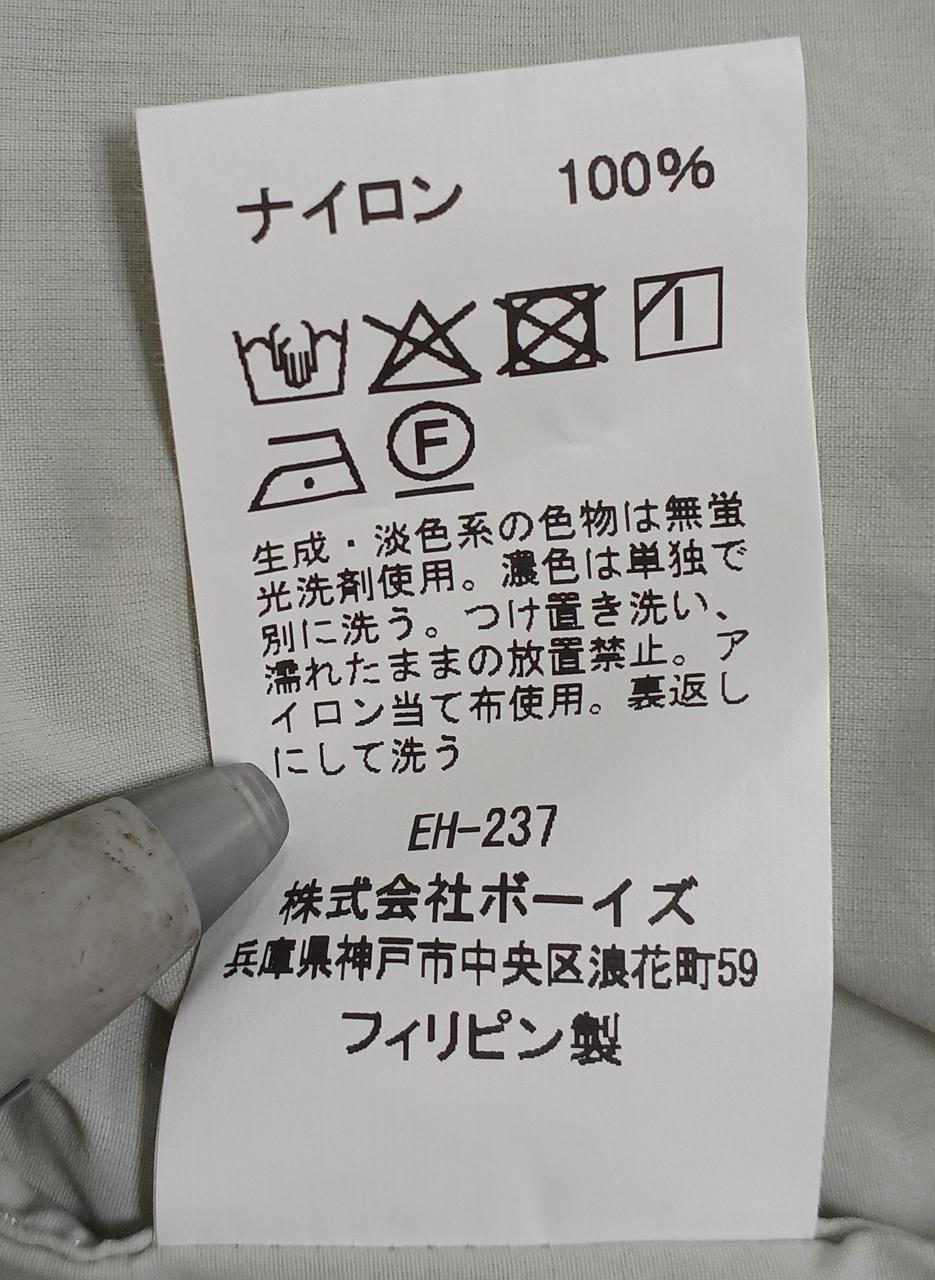 ナイロン 100%
F
生成・淡色系の色物は無蛍
光洗剤使用。濃色は単独で
別に洗う。つけ置き洗い、
濡れたままの放置禁止。ア
イロン当て布使用。裏返し
にして洗う
EH-237
株式会社ボーイズ
兵庫県神戸市中央区浪花町59
フィリピン製